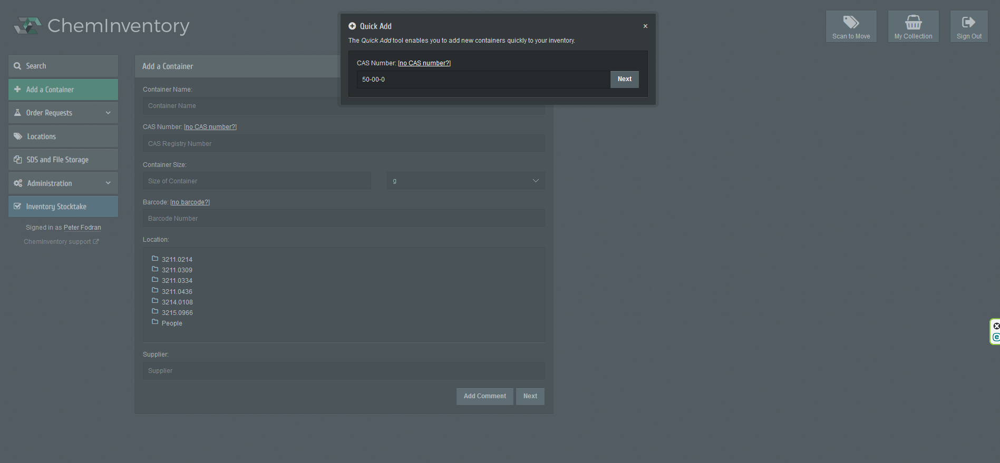 ChemInventory
Scan to Move
My Collection
Sign Out
Quick Add
×
The Quick Add tool enables you to add new containers quickly to your inventory.
CAS Number: [no CAS number?]
50-00-0
Next
Search
Add a Container
Order Requests
Locations
SDS and File Storage
Administration
Inventory Stocktake
Signed in as Peter Fodran
ChemInventory support
Add a Container
Container Name:
Container Name
CAS Number: [no CAS number?]
CAS Registry Number
Container Size:
Size of Container
g
Barcode: [no barcode?]
Barcode Number
Location:
3211.0214
3211.0309
3211.0334
3211.0436
3214.0108
3215.0966
People
Supplier:
Supplier
Add Comment
Next
e